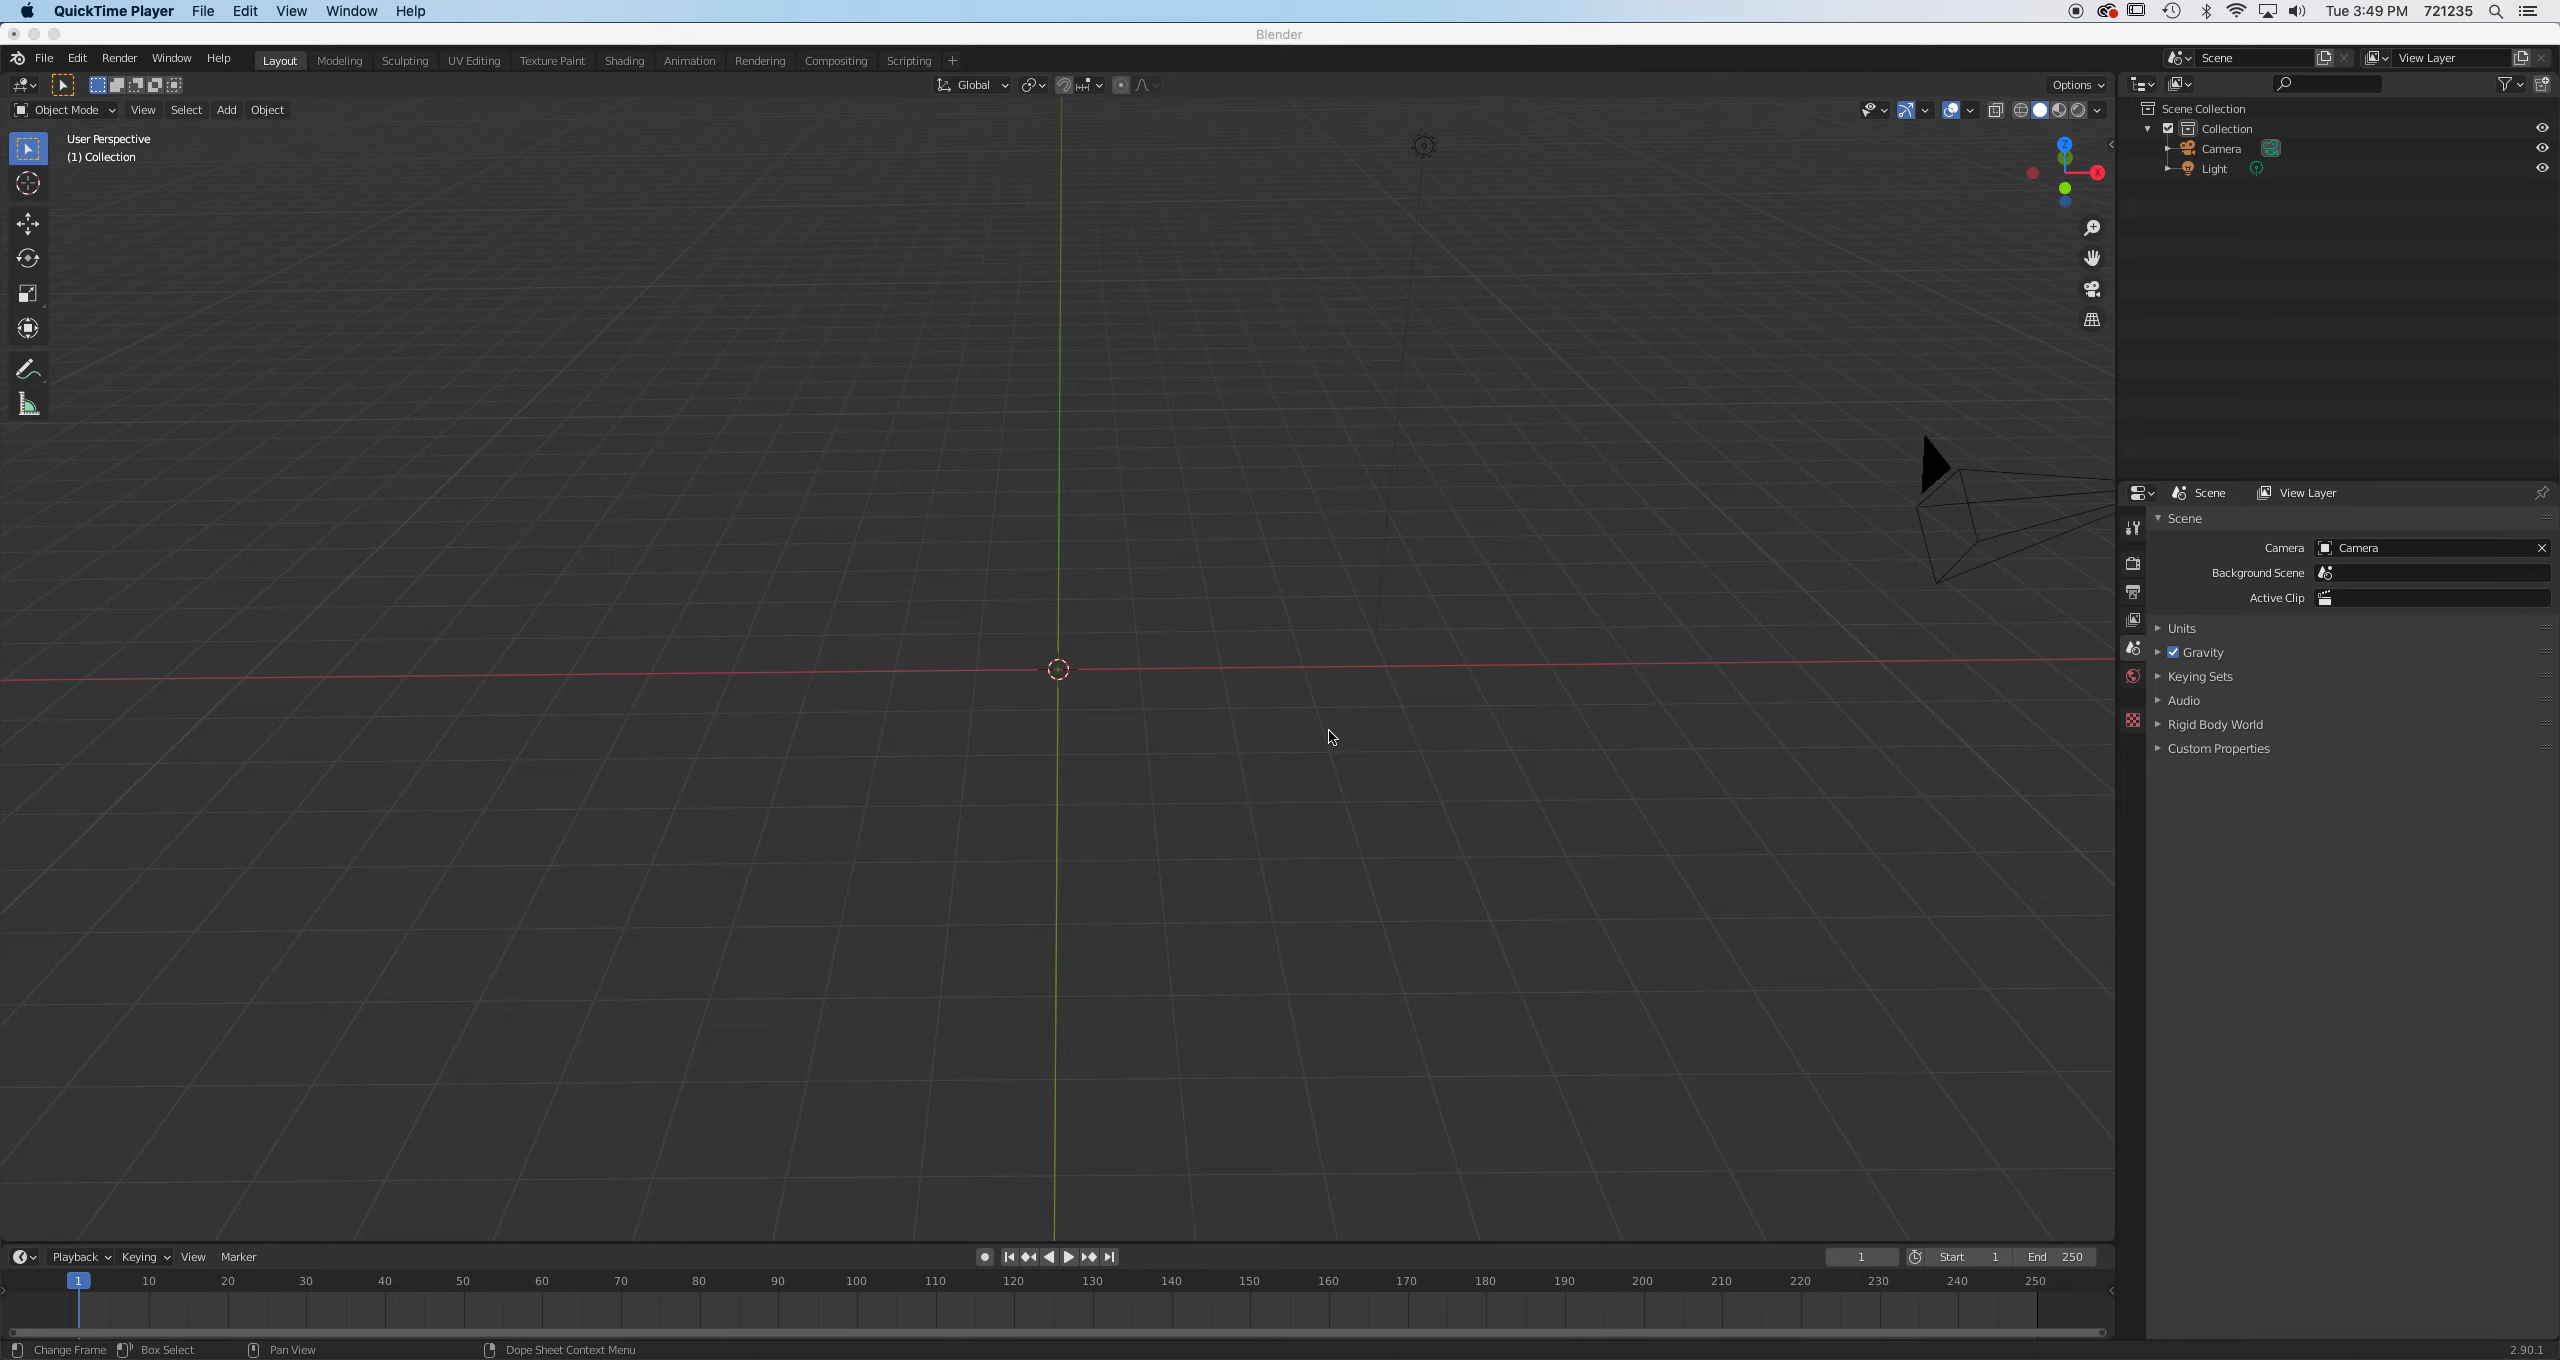 QuickTime Player File Edit View Window Help Tue 3:49 PM 721235
Blender
File Edit Render Window Help Layout Modeling Sculpting UV Editing Texture Paint Shading Animation Rendering Compositing Scripting + Scene View Layer
Global Options
Object Mode View Select Add Object
User Perspective
(1) Collection
Z
X
Scene Collection
Collection
Camera
Light
Scene View Layer
Scene
Camera Camera
Background Scene
Active Clip
Units
Gravity
Keying Sets
Audio
Rigid Body World
Custom Properties
Playback Keying View Marker 1 Start 1 End 250
1 10 20 30 40 50 60 70 80 90 100 110 120 130 140 150 160 170 180 190 200 210 220 230 240 250
Change Frame Box Select Pan View Dope Sheet Context Menu 2.90.1